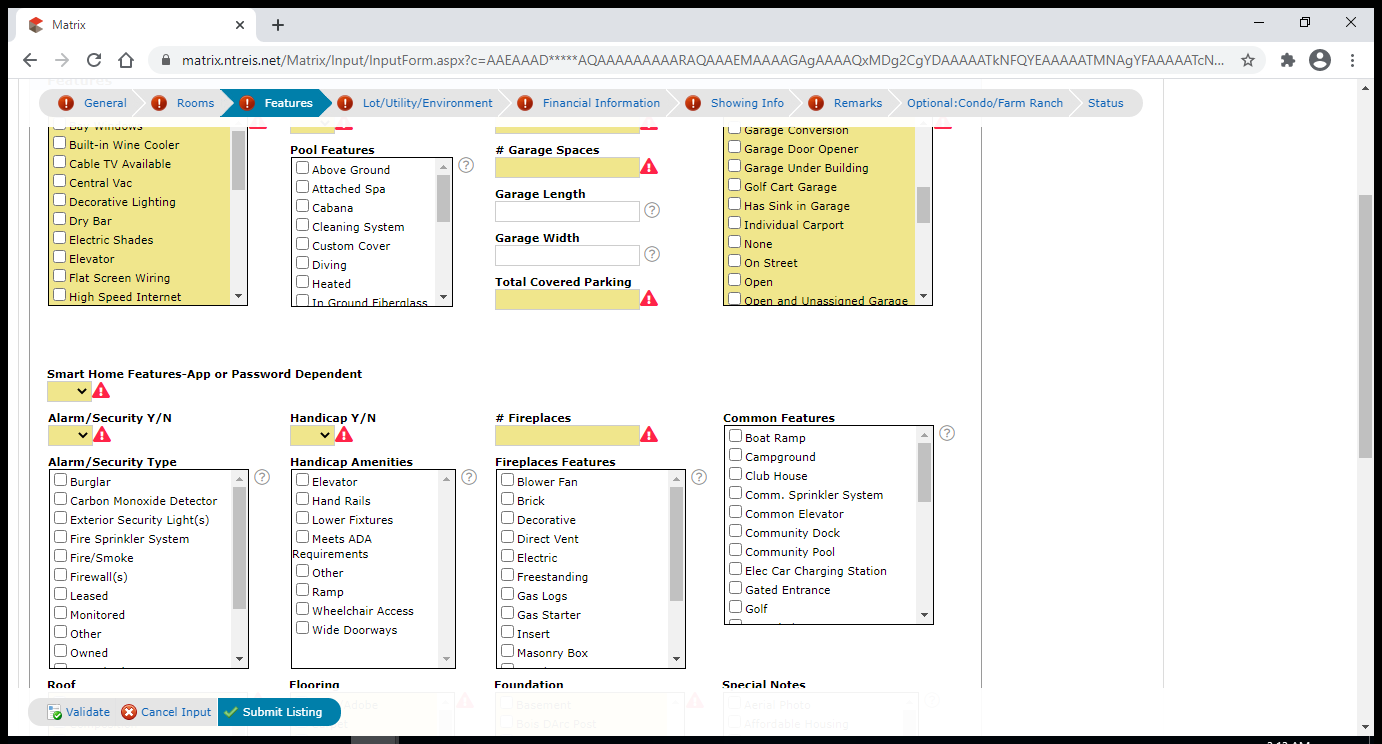 Matrix
matrix.ntreis.net/Matrix/Input/InputForm.aspx?c=AAEAAAD*****AQAAAAAAAAARAQAAAEMAAAAGAgAAAAQxMDg2CgYDAAAAATkNFQYEAAAAATMNAgYFAAAAATcN...
Features
General
Rooms
Features
Lot/Utility/Environment
Financial Information
Showing Info
Remarks
Optional:Condo/Farm Ranch
Status
Bay Windows
Built-in Wine Cooler
Cable TV Available
Central Vac
Decorative Lighting
Dry Bar
Electric Shades
Elevator
Flat Screen Wiring
High Speed Internet
Pool Features
Above Ground
Attached Spa
Cabana
Cleaning System
Custom Cover
Diving
Heated
In Ground Fiberglass
# Garage Spaces
Garage Length
Garage Width
Total Covered Parking
Garage Conversion
Garage Door Opener
Garage Under Building
Golf Cart Garage
Has Sink in Garage
Individual Carport
None
On Street
Open
Open and Unassigned Garage
Smart Home Features-App or Password Dependent
Alarm/Security Y/N
Alarm/Security Type
Burglar
Carbon Monoxide Detector
Exterior Security Light(s)
Fire Sprinkler System
Fire/Smoke
Firewall(s)
Leased
Monitored
Other
Owned
Handicap Y/N
Handicap Amenities
Elevator
Hand Rails
Lower Fixtures
Meets ADA
Requirements
Other
Ramp
Wheelchair Access
Wide Doorways
# Fireplaces
Fireplaces Features
Blower Fan
Brick
Decorative
Direct Vent
Electric
Freestanding
Gas Logs
Gas Starter
Insert
Masonry Box
Common Features
Boat Ramp
Campground
Club House
Comm. Sprinkler System
Common Elevator
Community Dock
Community Pool
Elec Car Charging Station
Gated Entrance
Golf
Roof
Flooring
Foundation
Basement
Bois DArc Post
Special Notes
Aerial Photo
Affordable Housing
Validate
Cancel Input
Submit Listing